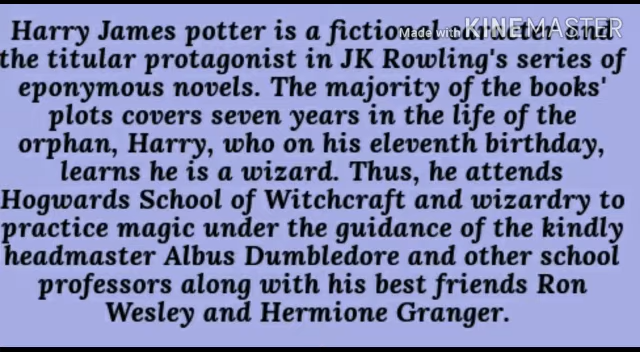 Harry James potter is a fictional character and
Made with KINEMASTER
the titular protagonist in JK Rowling's series of
eponymous novels. The majority of the books'
plots covers seven years in the life of the
orphan, Harry, who on his eleventh birthday,
learns he is a wizard. Thus, he attends
Hogwards School of Witchcraft and wizardry to
practice magic under the guidance of the kindly
headmaster Albus Dumbledore and other school
professors along with his best friends Ron
Wesley and Hermione Granger.